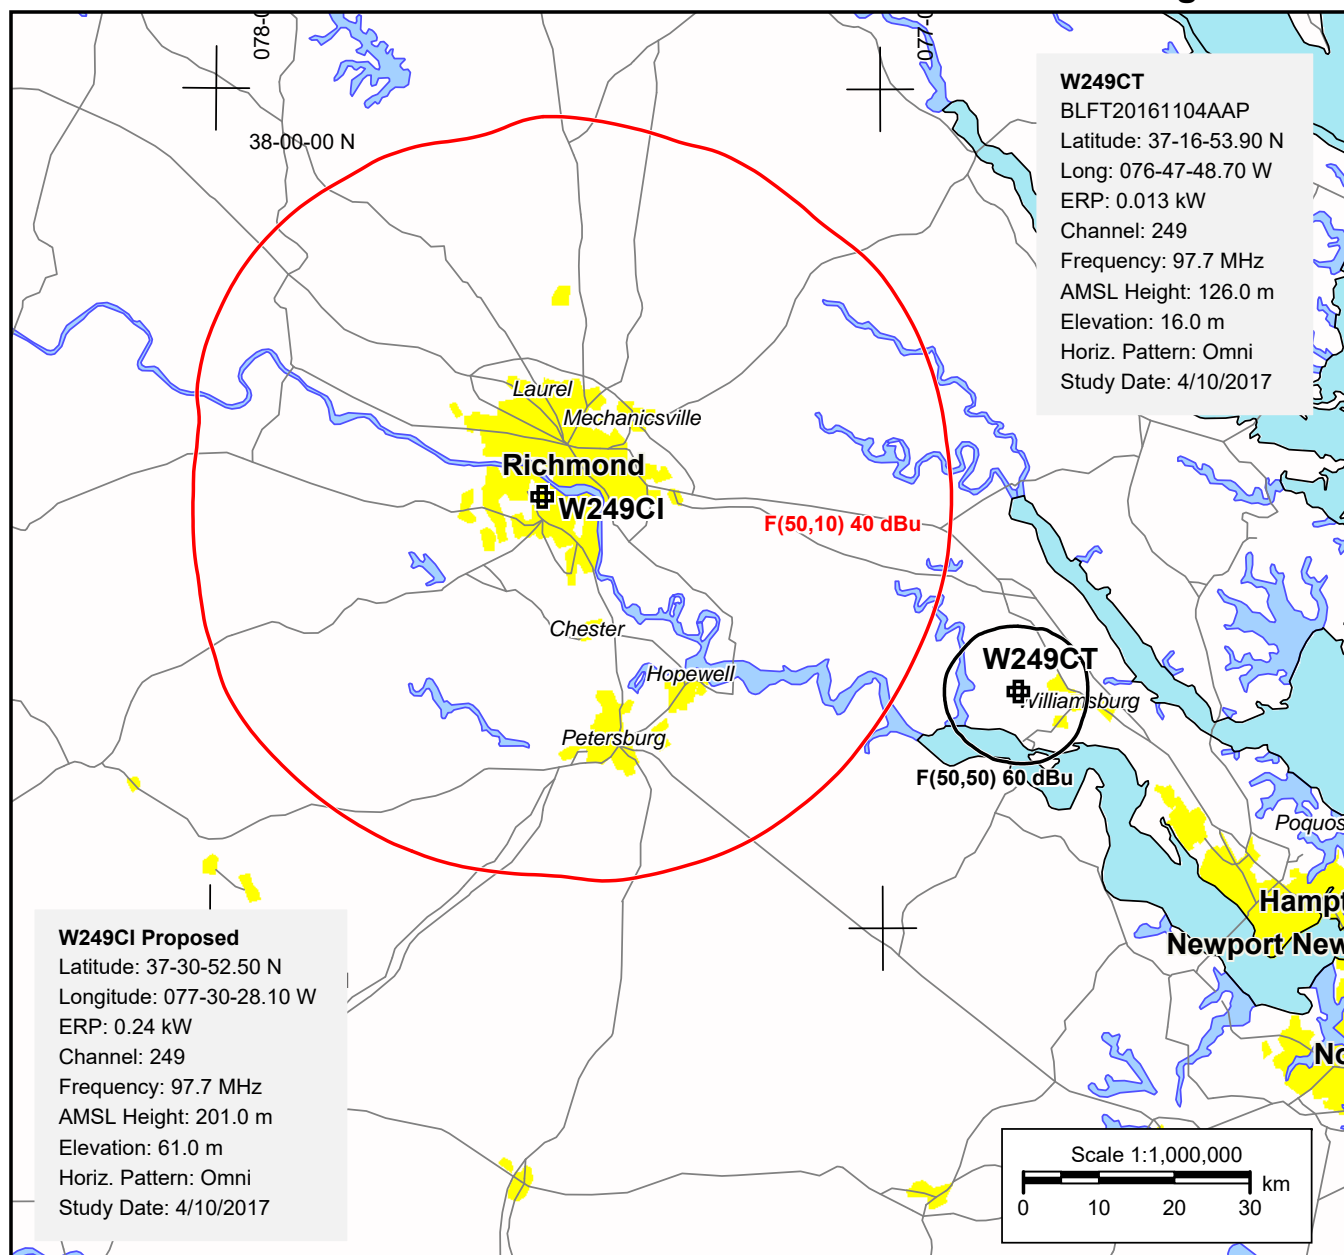 38-00-00 N
W249CT
BLFT20161104AAP
Latitude: 37-16-53.90 N
Long: 076-47-48.70 W
ERP: 0.013 kW
Channel: 249
Frequency: 97.7 MHz
AMSL Height: 126.0 m
Elevation: 16.0 m
Horiz. Pattern: Omni
Study Date: 4/10/2017
Laurel
Mechanicsville
Richmond
W249CI
F(50,10) 40 dBu
Chester
Hopewell
Petersburg
W249CT
Williamsburg
F(50,50) 60 dBu
Poquos
Hampt
Newport New
No
W249CI Proposed
Latitude: 37-30-52.50 N
Longitude: 077-30-28.10 W
ERP: 0.24 kW
Channel: 249
Frequency: 97.7 MHz
AMSL Height: 201.0 m
Elevation: 61.0 m
Horiz. Pattern: Omni
Study Date: 4/10/2017
Scale 1:1,000,000
km
0 10 20 30